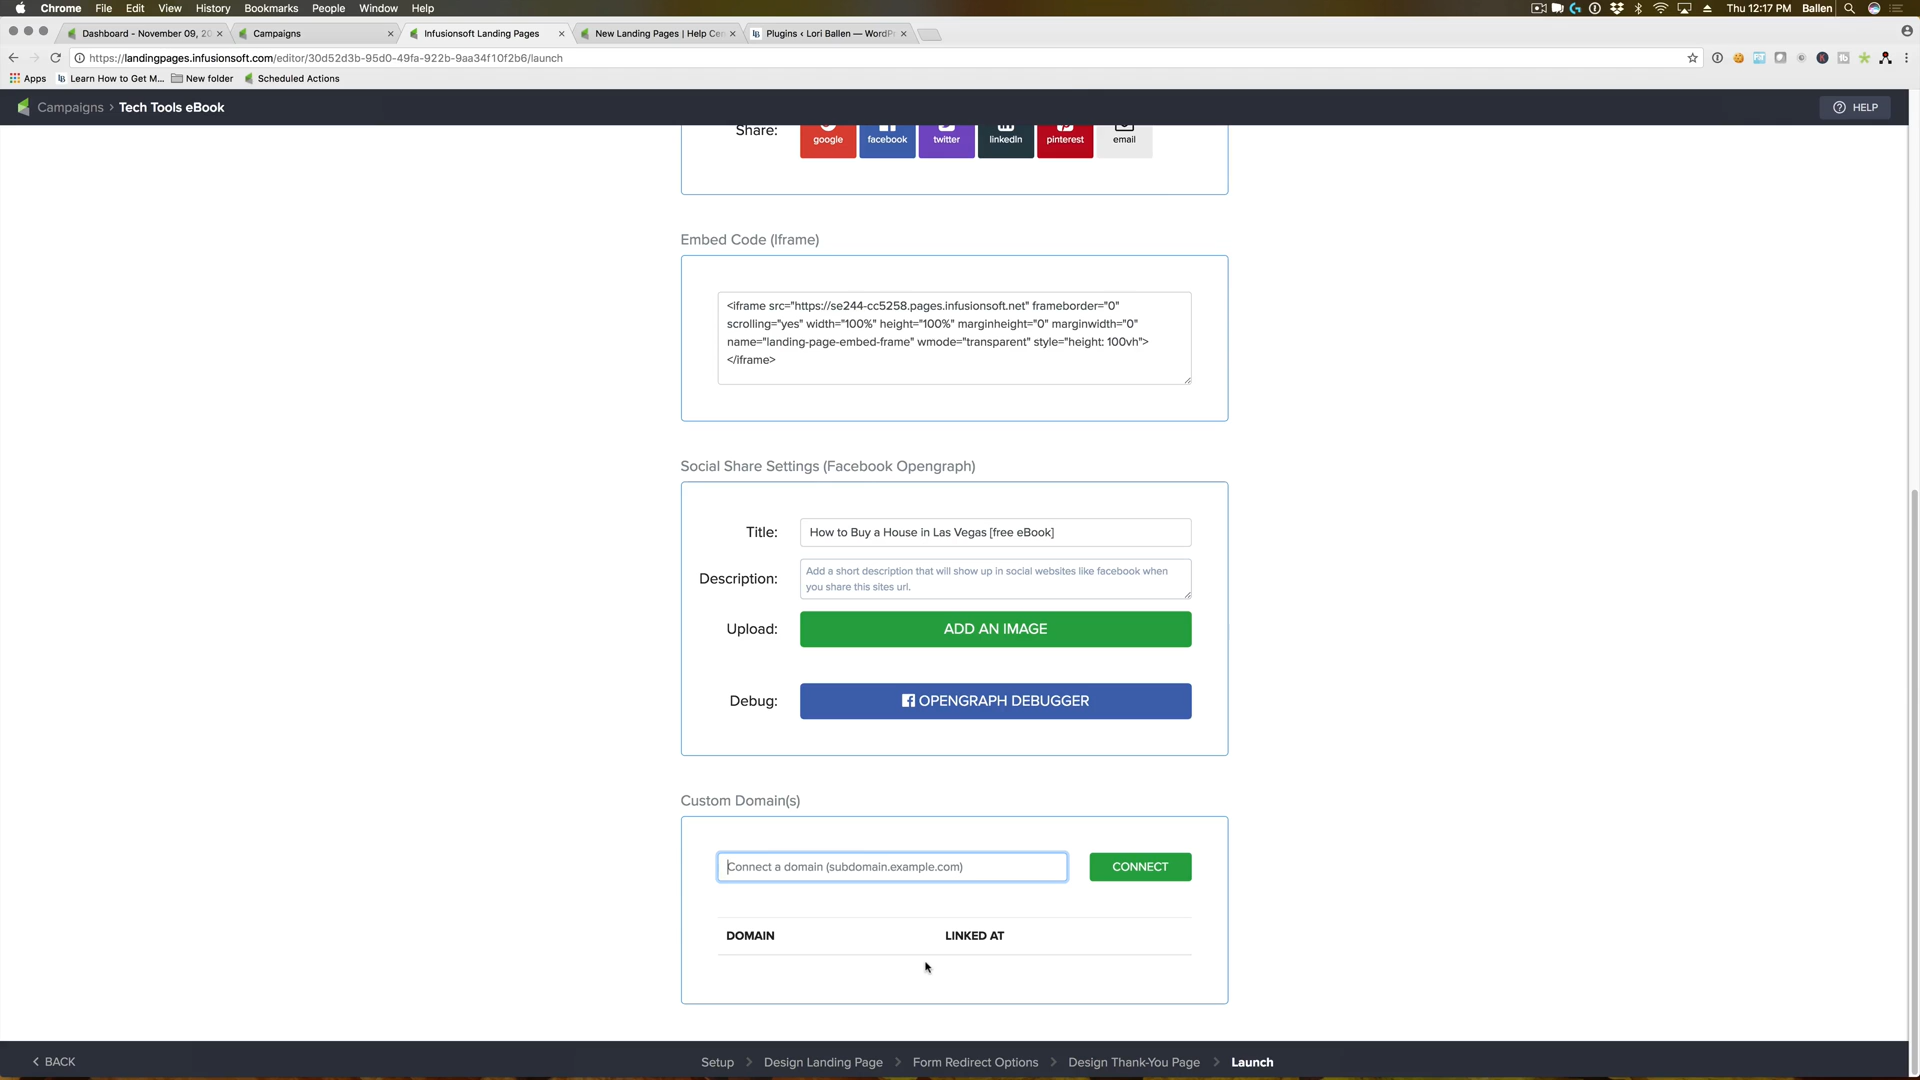 Chrome File Edit View History Bookmarks People Window Help
Thu 12:17 PM Ballen
Dashboard - November 09, 20
Campaigns
Infusionsoft Landing Pages
New Landing Pages | Help Cen
Plugins ‹ Lori Ballen — WordPr
https://landingpages.infusionsoft.com/editor/30d52d3b-95d0-49fa-922b-9aa34f10f2b6/launch
Apps
Learn How to Get M...
New folder
Scheduled Actions
Campaigns > Tech Tools eBook
HELP
Share:
google
facebook
twitter
linkedIn
pinterest
email
Embed Code (Iframe)
<iframe src="https://se244-cc5258.pages.infusionsoft.net" frameborder="0"
scrolling="yes" width="100%" height="100%" marginheight="0" marginwidth="0"
name="landing-page-embed-frame" wmode="transparent" style="height: 100vh">
</iframe>
Social Share Settings (Facebook Opengraph)
Title:
How to Buy a House in Las Vegas [free eBook]
Description:
Add a short description that will show up in social websites like facebook when
you share this sites url.
Upload:
ADD AN IMAGE
Debug:
OPENGRAPH DEBUGGER
Custom Domain(s)
Connect a domain (subdomain.example.com)
CONNECT
DOMAIN
LINKED AT
BACK
Setup > Design Landing Page > Form Redirect Options > Design Thank-You Page > Launch